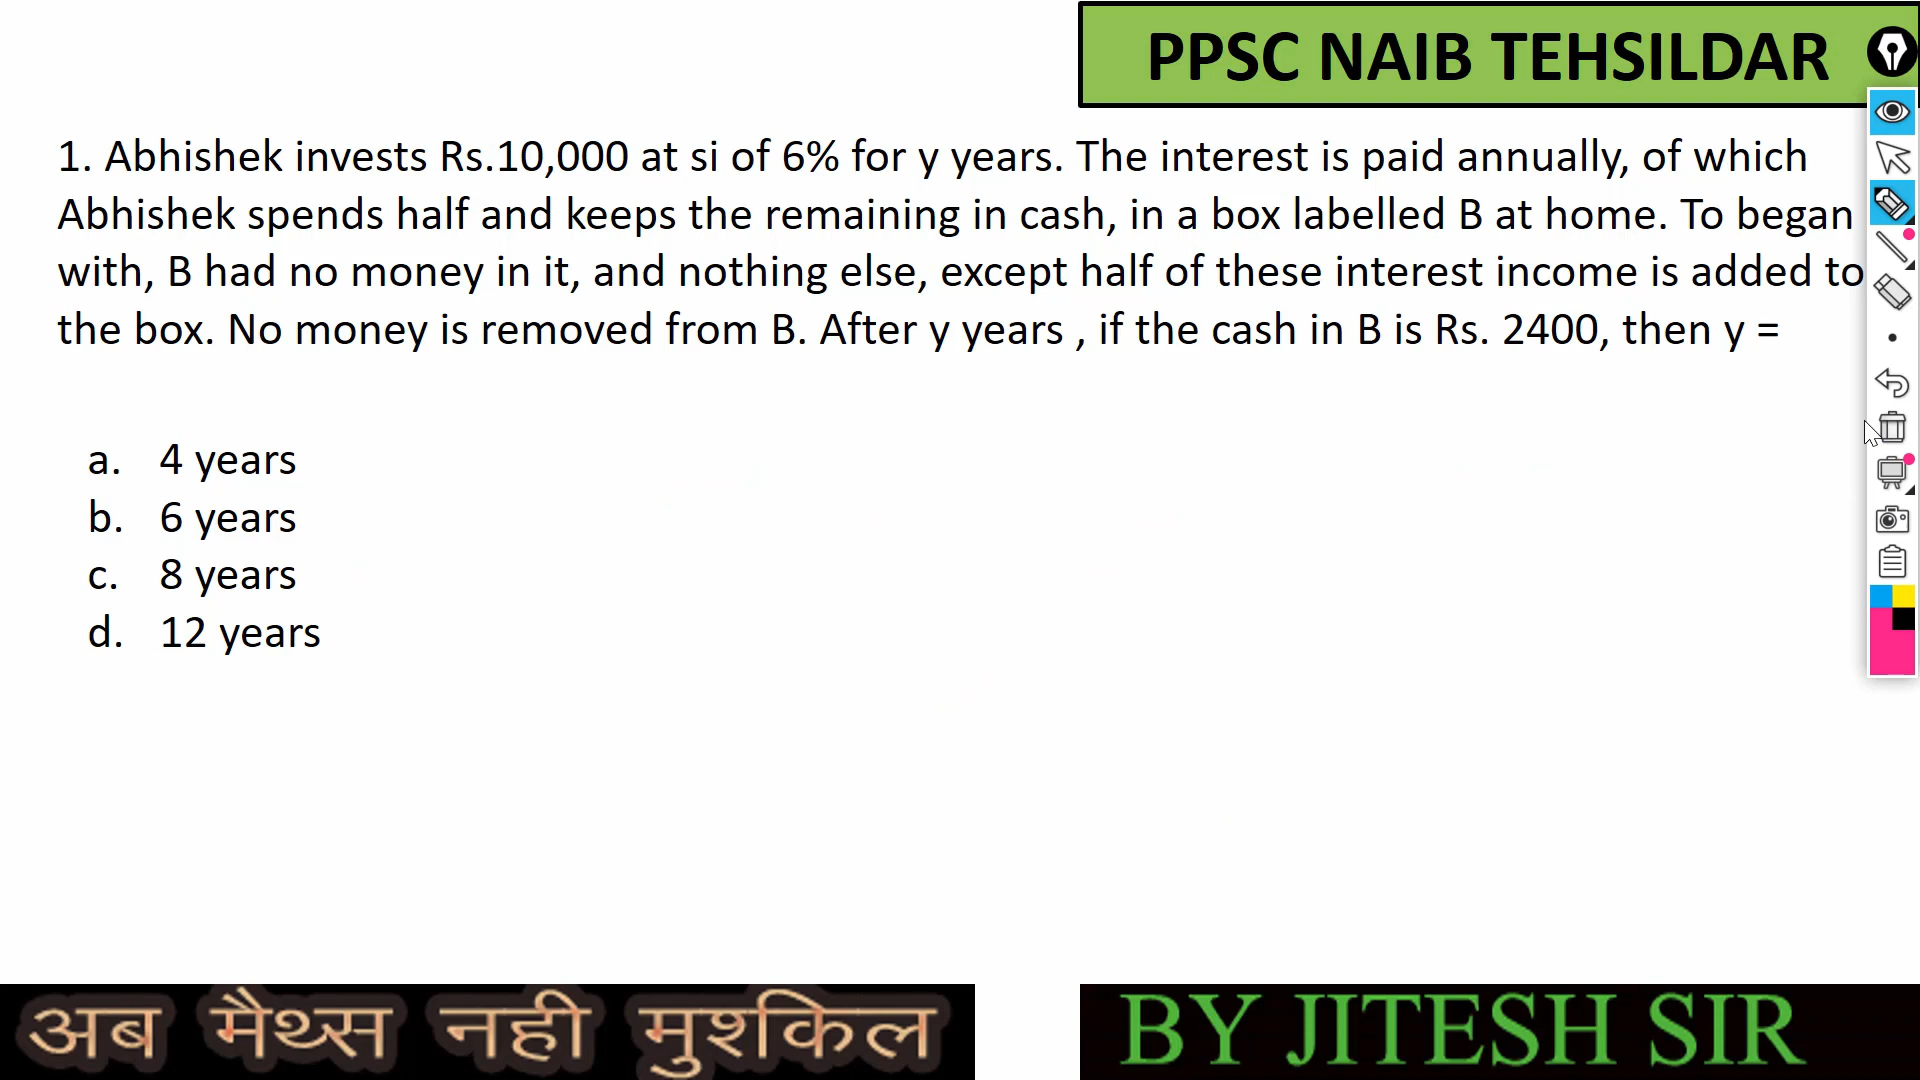 PPSC NAIB TEHSILDAR
1. Abhishek invests Rs.10,000 at si of 6% for y years. The interest is paid annually, of which
Abhishek spends half and keeps the remaining in cash, in a box labelled B at home. To began
with, B had no money in it, and nothing else, except half of these interest income is added to
the box. No money is removed from B. After y years , if the cash in B is Rs. 2400, then y =
a. 4 years
b. 6 years
c. 8 years
d. 12 years
अब मैथ्स नही मुश्किल
BY JITESH SIR